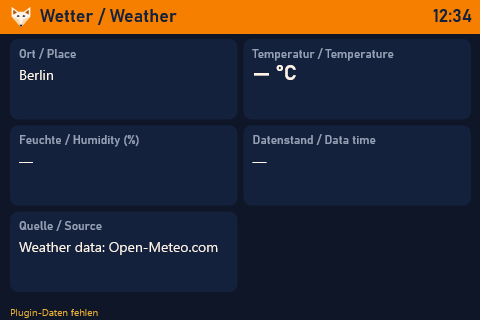 Wetter / Weather
12:34
Ort / Place
Berlin
Temperatur / Temperature
— °C
Feuchte / Humidity (%)
—
Datenstand / Data time
—
Quelle / Source
Weather data: Open-Meteo.com
Plugin-Daten fehlen